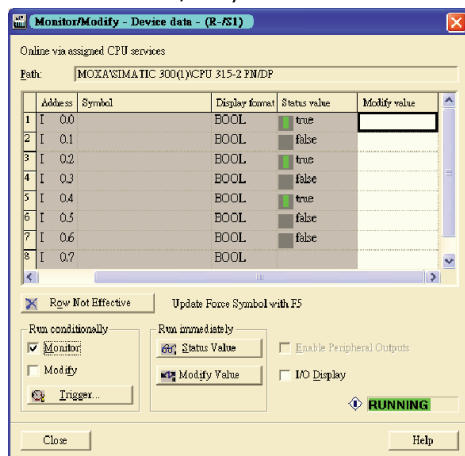 Monitor/Modify - Device data - (R-/S1)
Online via assigned CPU services
Path: MOXA\SIMATIC 300(1)\CPU 315-2 PN/DP
Address Symbol Display format Status value Modify value
1 I 0.0 BOOL true
2 I 0.1 BOOL false
3 I 0.2 BOOL true
4 I 0.3 BOOL false
5 I 0.4 BOOL true
6 I 0.5 BOOL false
7 I 0.6 BOOL false
8 I 0.7 BOOL
Row Not Effective Update Force Symbol with F5
Run conditionally Run immediately
Monitor Status Value Enable Peripheral Outputs
Modify Modify Value I/O Display
Trigger... RUNNING
Close Help